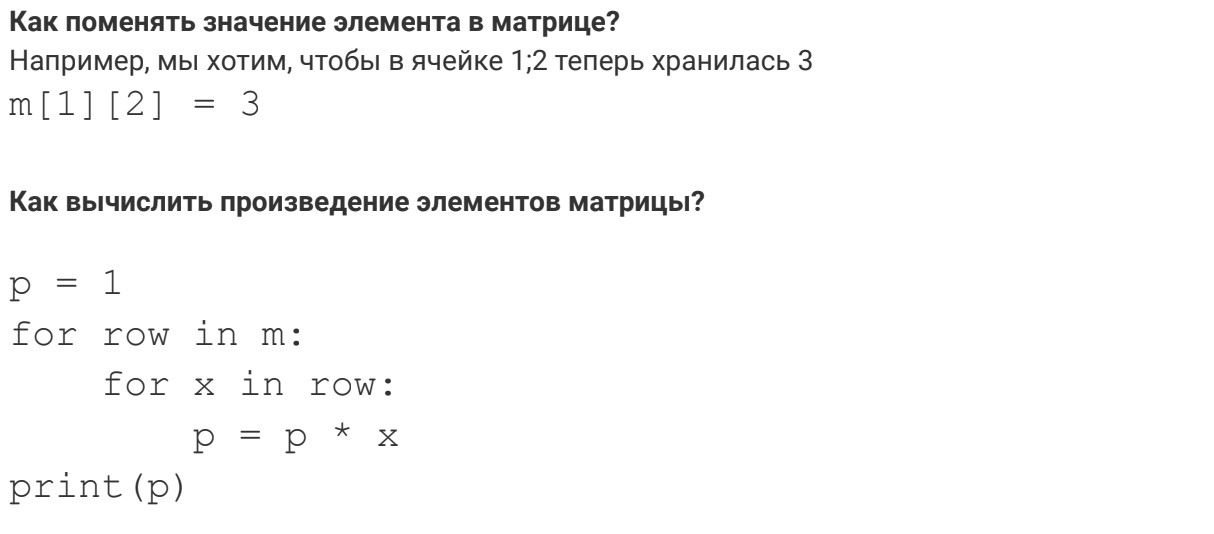 Как поменять значение элемента в матрице?
Например, мы хотим, чтобы в ячейке 1;2 теперь хранилась 3
m[1][2] = 3
Как вычислить произведение элементов матрицы?
p = 1
for row in m:
    for x in row:
        p = p * x
print(p)